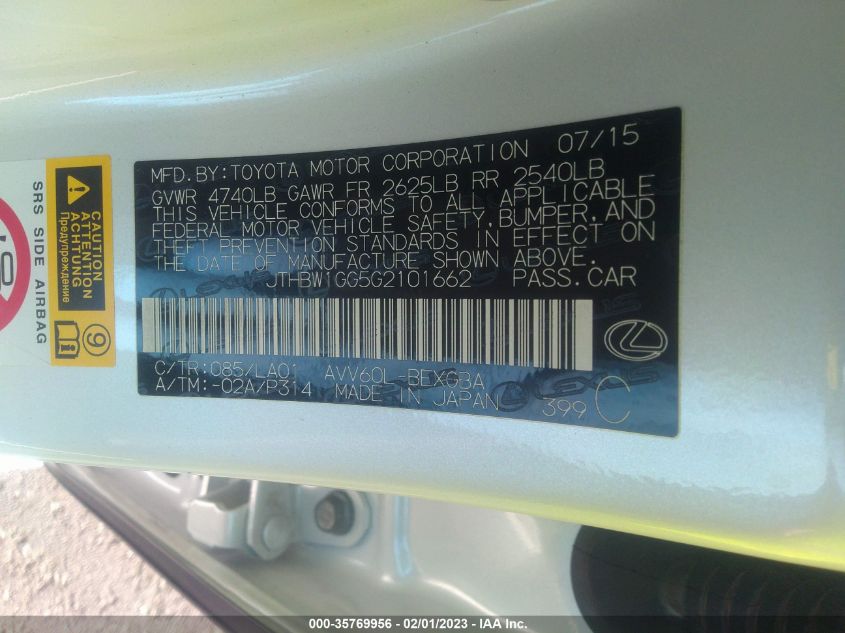 MFD.BY:TOYOTA MOTOR CORPORATION 07/15
GVWR 4740LB GAWR FR 2625LB RR 2540LB
THIS VEHICLE CONFORMS TO ALL APPLICABLE
FEDERAL MOTOR VEHICLE SAFETY,BUMPER,AND
THEFT PREVENTION STANDARDS IN EFFECT ON
THE DATE OF MANUFACTURE SHOWN ABOVE.
JTHBW1GG5G2101662 PASS.CAR
C/TR:085/LA01 AVV60L-BEXGBA
A/TM:-02A/P314 MADE IN JAPAN 399 C
CAUTION
ATTENTION
ACHTUNG
Предупреждение
9
SRS SIDE AIRBAG
LEXUS
000-35769956 - 02/01/2023 - IAA Inc.